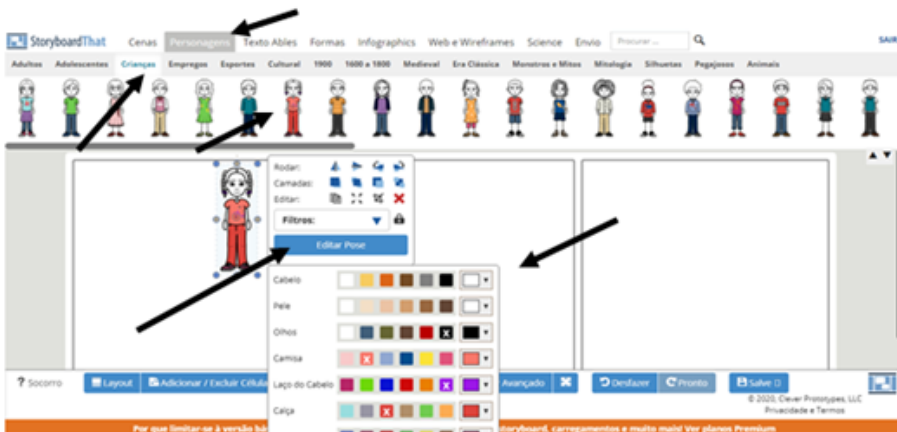 StoryboardThat Cenas Personagens Texto Ables Formas Infographics Web e Wireframes Science Envio Procurar ... SAIR
Adultos Adolescentes Crianças Empregos Esportes Cultural 1900 1600 a 1800 Medieval Era Clássica Monstros e Mitos Mitologia Silhuetas Pegajosos Animais
Rodar:
Camadas:
Editar:
Filtros:
Editar Pose
Cabelo
Pele
Olhos
Camisa
Laço do Cabelo
Calça
? Socorro Layout Adicionar / Excluir Célula Avançado Desfazer Pronto Salve
© 2020, Clever Prototypes, LLC
Privacidade e Termos
Por que limitar-se à versão bás storyboard, carregamentos e muito mais! Ver planos Premium